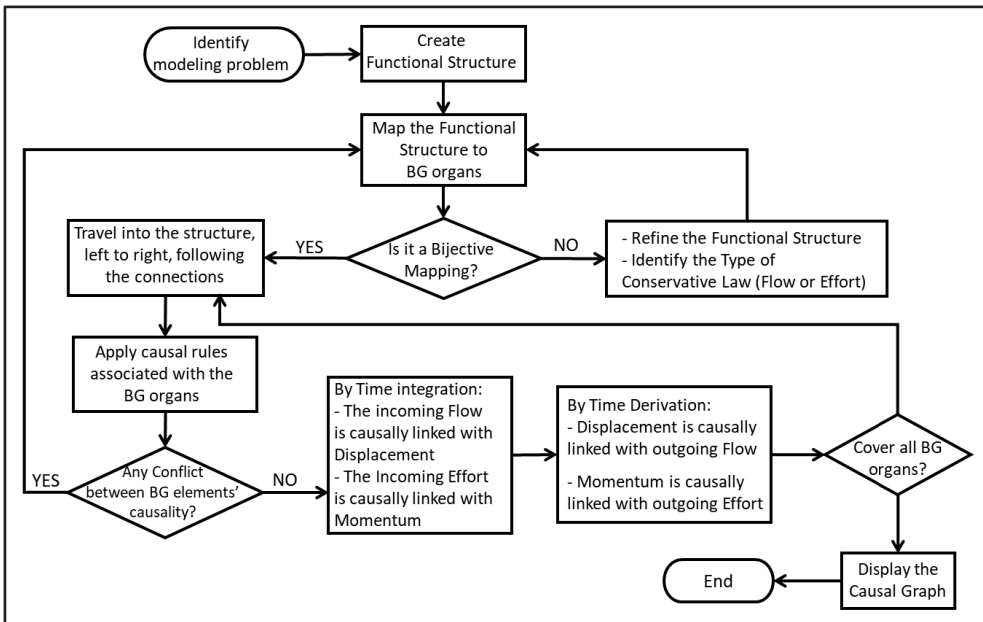 Identify
modeling problem
Create
Functional Structure
Map the Functional
Structure to
BG organs
Is it a Bijective
Mapping?
YES
NO
- Refine the Functional Structure
- Identify the Type of
Conservative Law (Flow or Effort)
Travel into the structure,
left to right, following
the connections
Apply causal rules
associated with the
BG organs
Any Conflict
between BG elements’
causality?
YES
NO
By Time integration:
- The incoming Flow
is causally linked with
Displacement
- The Incoming Effort
is causally linked with
Momentum
By Time Derivation:
- Displacement is causally
linked with outgoing Flow
- Momentum is causally
linked with outgoing Effort
Cover all BG
organs?
Display the
Causal Graph
End